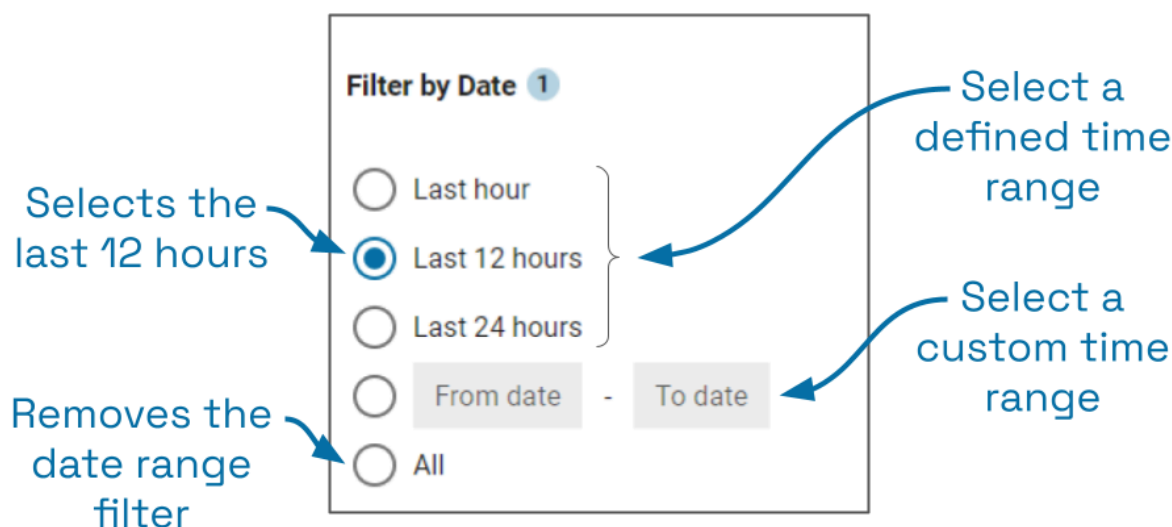 Filter by Date 1
Last hour
Last 12 hours
Last 24 hours
From date - To date
All
Selects the
last 12 hours
Removes the
date range
filter
Select a
defined time
range
Select a
custom time
range